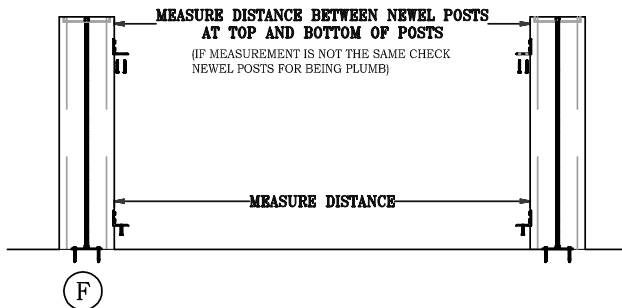 MEASURE DISTANCE BETWEEN NEWEL POSTS
AT TOP AND BOTTOM OF POSTS
(IF MEASUREMENT IS NOT THE SAME CHECK
NEWEL POSTS FOR BEING PLUMB)
MEASURE DISTANCE
F